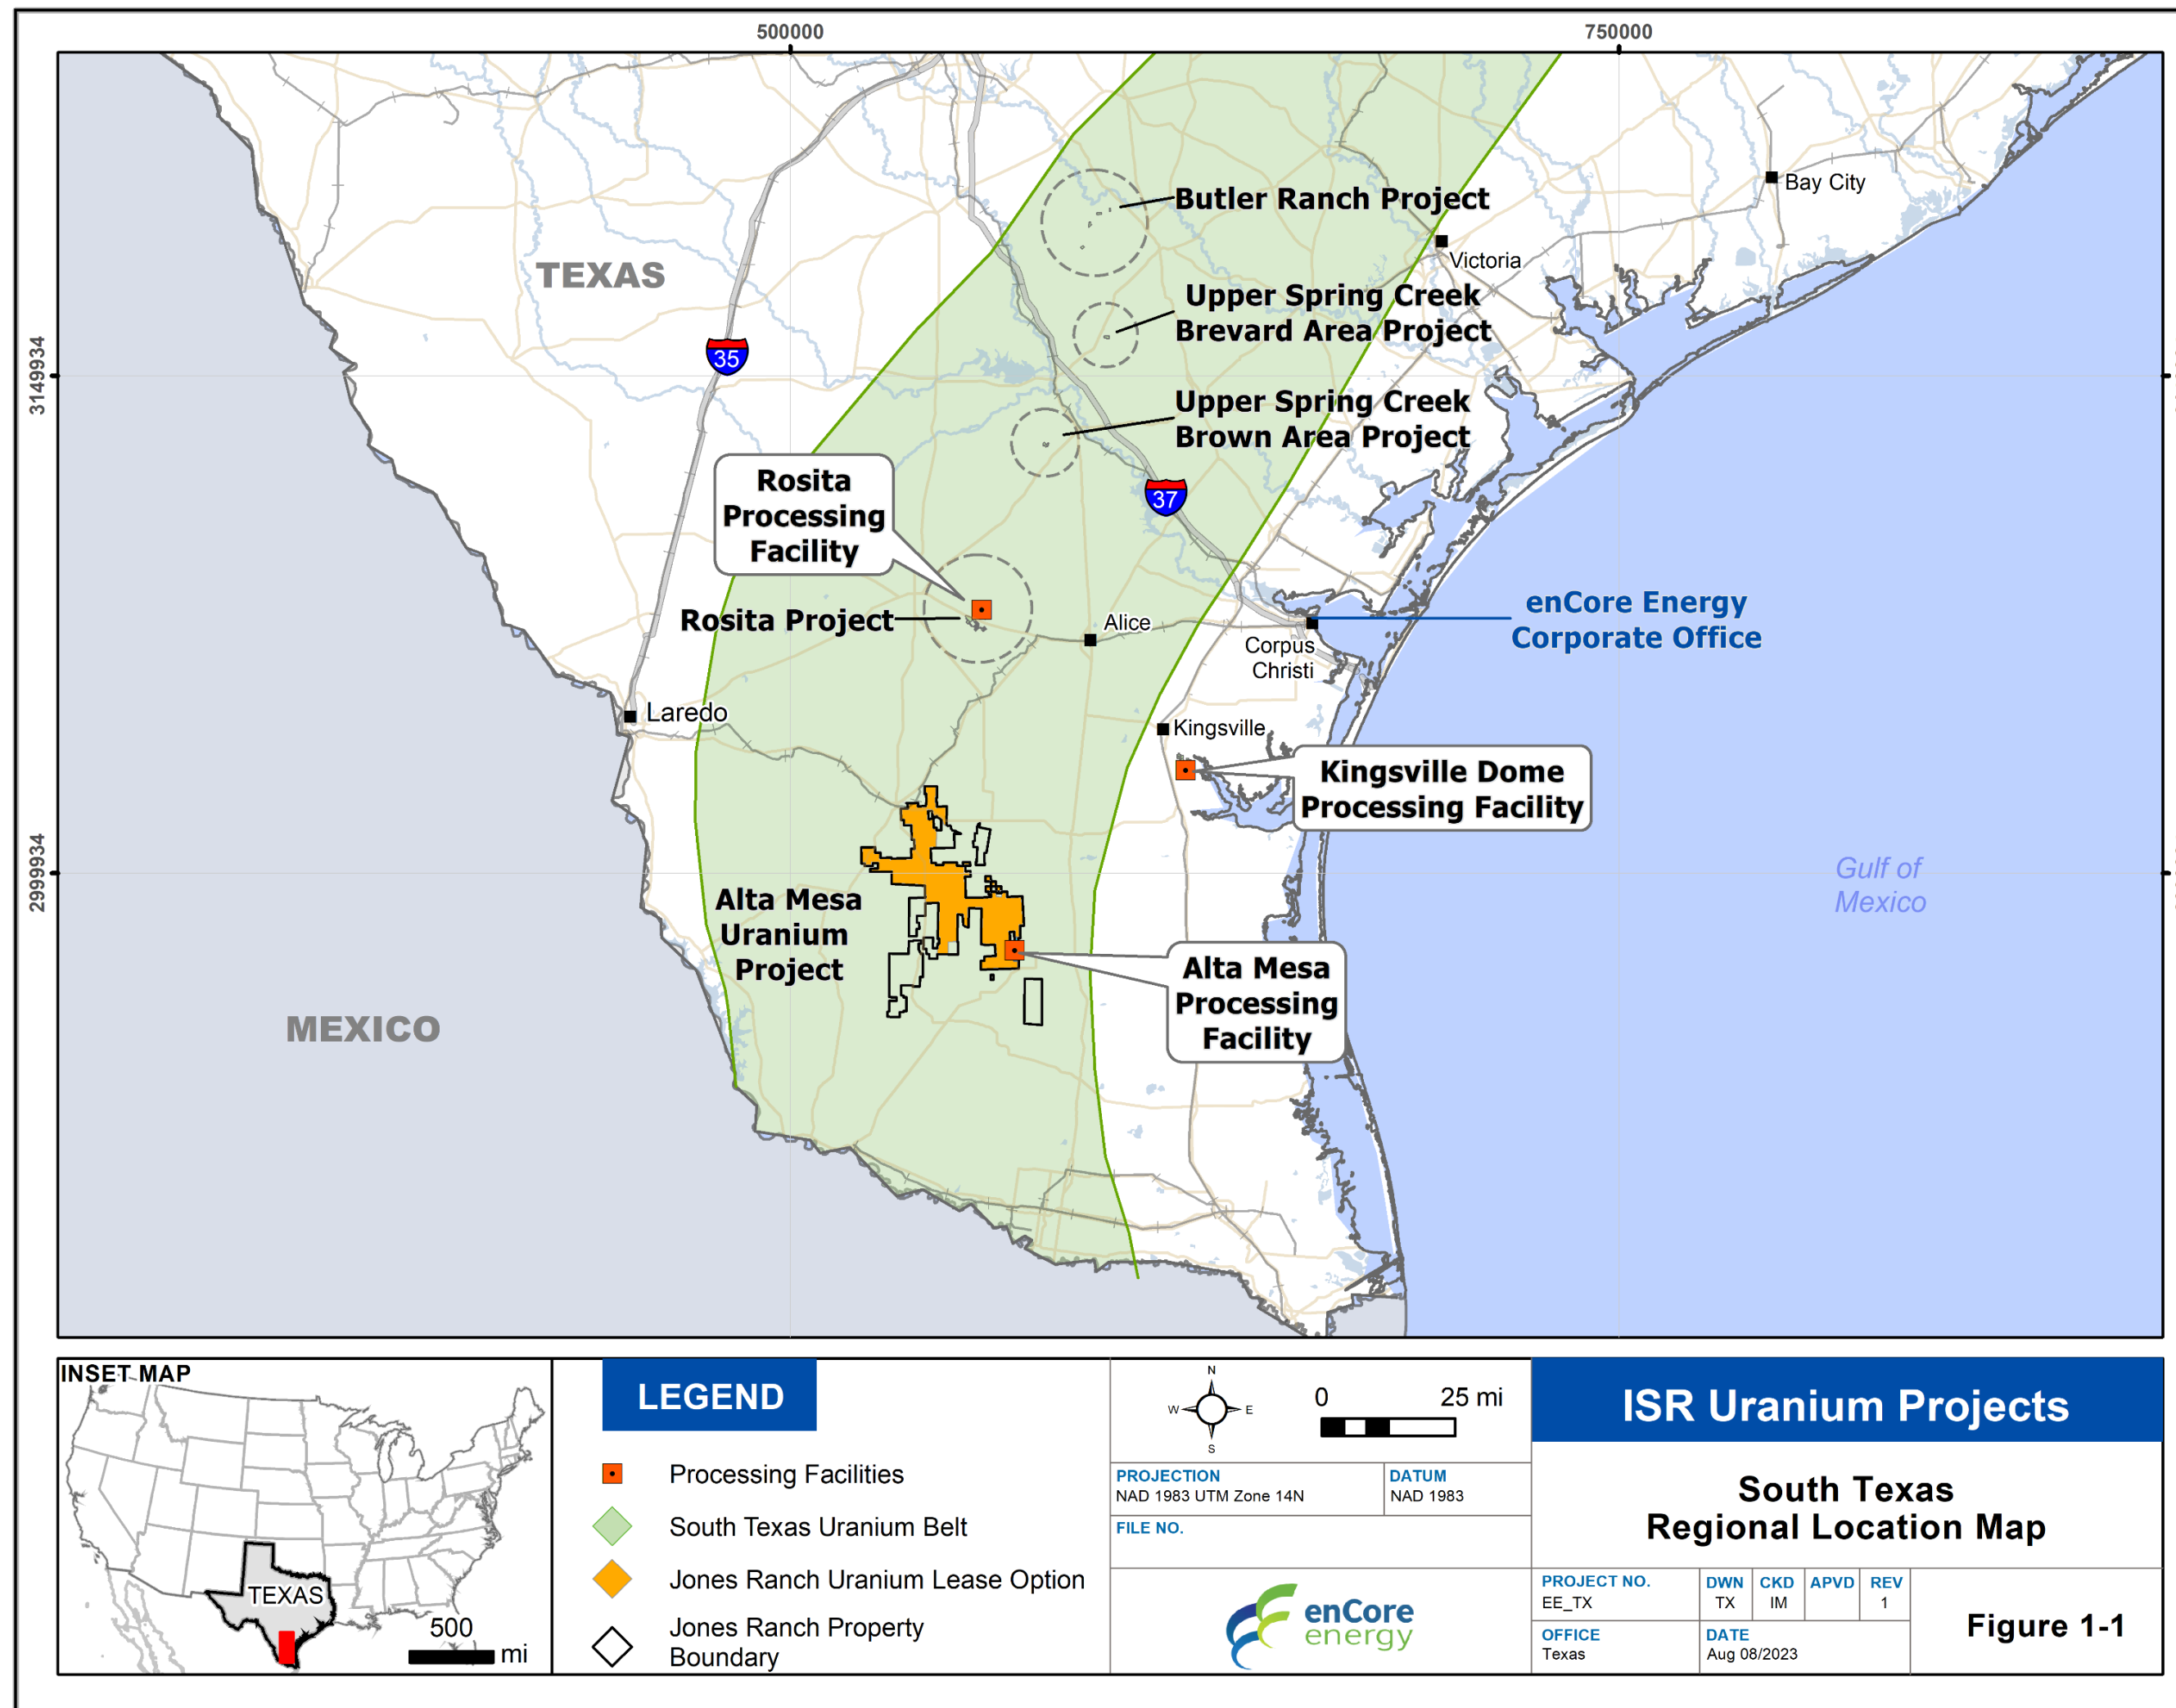 500000
750000
3149934
2999934
TEXAS
MEXICO
35
37
Butler Ranch Project
Upper Spring Creek
Brevard Area Project
Upper Spring Creek
Brown Area Project
Bay City
Victoria
Rosita
Processing
Facility
Rosita Project
Alice
Corpus
Christi
enCore Energy
Corporate Office
Laredo
Kingsville
Kingsville Dome
Processing Facility
Alta Mesa
Uranium
Project
Alta Mesa
Processing
Facility
Gulf of
Mexico
INSET MAP
TEXAS
500
mi
LEGEND
Processing Facilities
South Texas Uranium Belt
Jones Ranch Uranium Lease Option
Jones Ranch Property
Boundary
N
W E
S
0 25 mi
PROJECTION
NAD 1983 UTM Zone 14N
DATUM
NAD 1983
FILE NO.
enCore
energy
ISR Uranium Projects
South Texas
Regional Location Map
PROJECT NO.
EE_TX
DWN
TX
CKD
IM
APVD
REV
1
OFFICE
Texas
DATE
Aug 08/2023
Figure 1-1